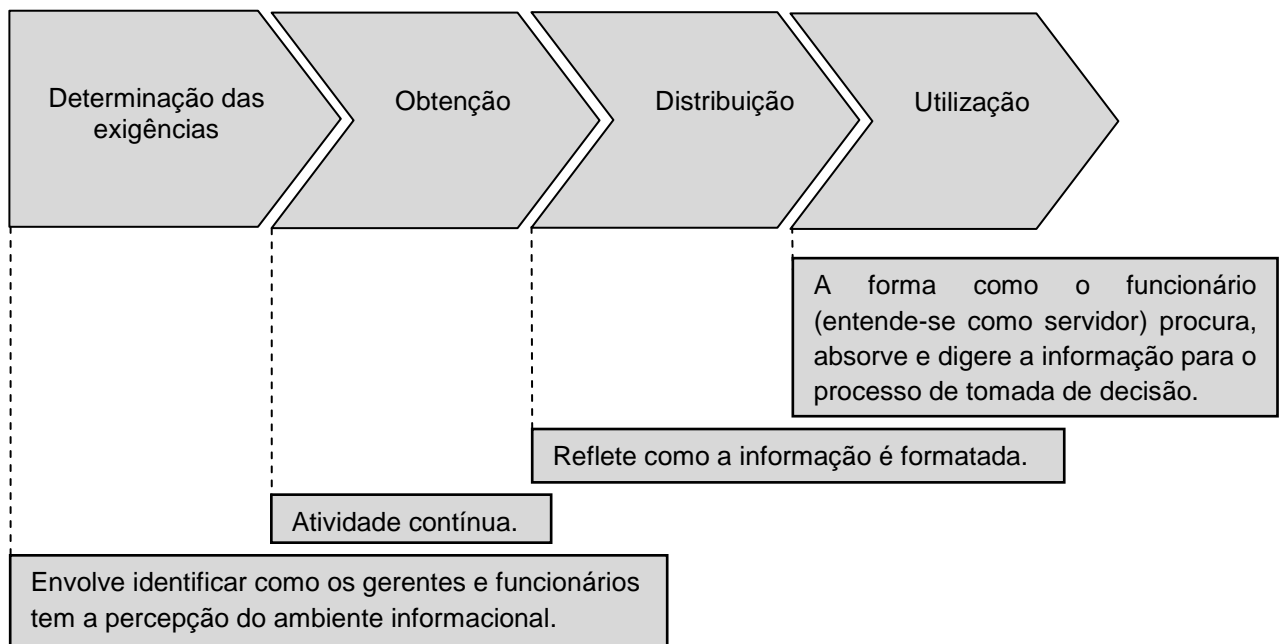 Determinação das
exigências
Obtenção
Distribuição
Utilização
A forma como o funcionário
(entende-se como servidor) procura,
absorve e digere a informação para o
processo de tomada de decisão.
Reflete como a informação é formatada.
Atividade contínua.
Envolve identificar como os gerentes e funcionários
tem a percepção do ambiente informacional.